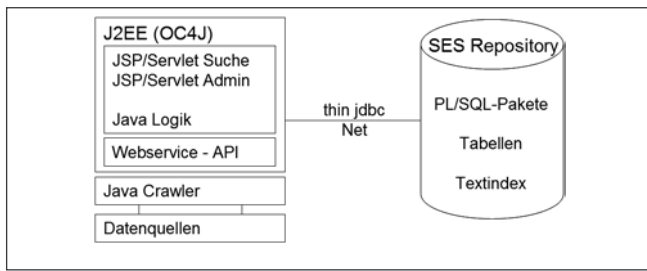 J2EE (OC4J)
JSP/Servlet Suche
JSP/Servlet Admin
Java Logik
Webservice - API
Java Crawler
Datenquellen
thin jdbc
Net
SES Repository
PL/SQL-Pakete
Tabellen
Textindex